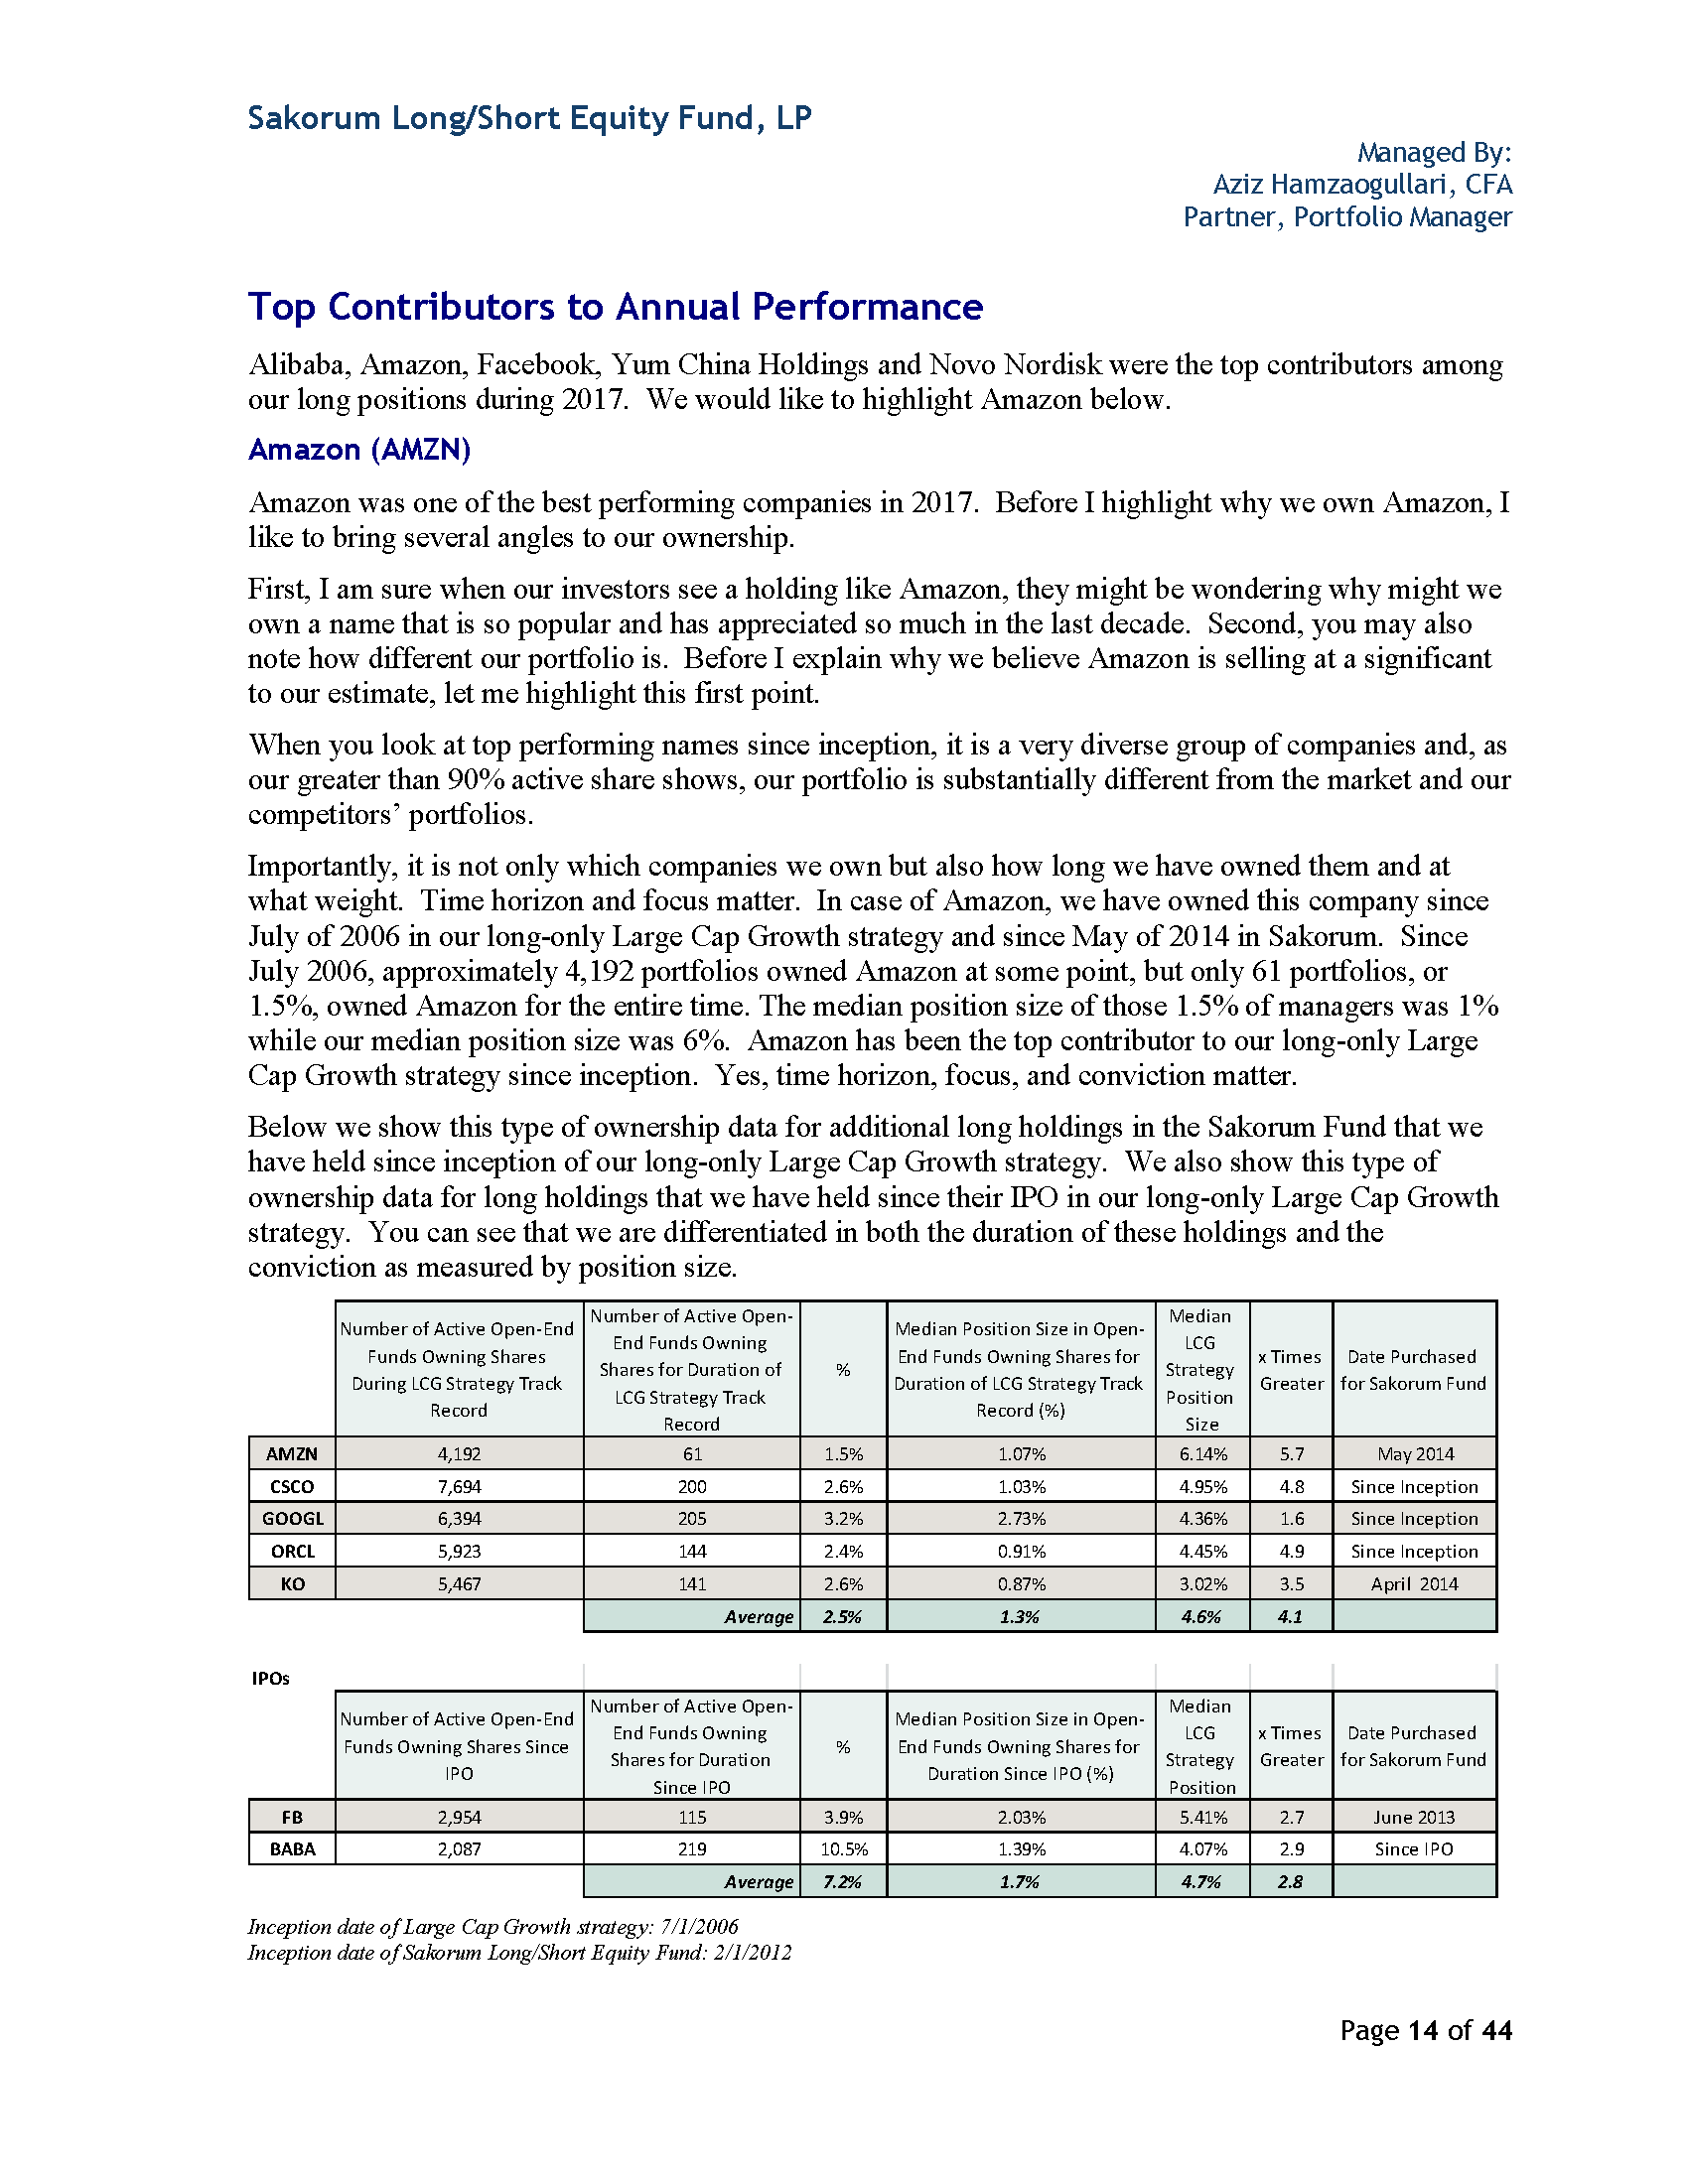 Sakorum Long/Short Equity Fund, LP
Managed By:
Aziz Hamzaogullari, CFA
Partner, Portfolio Manager
Top Contributors to Annual Performance
Alibaba, Amazon, Facebook, Yum China Holdings and Novo Nordisk were the top contributors among
our long positions during 2017.  We would like to highlight Amazon below.
Amazon (AMZN)
Amazon was one of the best performing companies in 2017.  Before I highlight why we own Amazon, I
like to bring several angles to our ownership.
First, I am sure when our investors see a holding like Amazon, they might be wondering why might we
own a name that is so popular and has appreciated so much in the last decade.  Second, you may also
note how different our portfolio is.  Before I explain why we believe Amazon is selling at a significant
to our estimate, let me highlight this first point.
When you look at top performing names since inception, it is a very diverse group of companies and, as
our greater than 90% active share shows, our portfolio is substantially different from the market and our
competitors’ portfolios.
Importantly, it is not only which companies we own but also how long we have owned them and at
what weight.  Time horizon and focus matter.  In case of Amazon, we have owned this company since
July of 2006 in our long-only Large Cap Growth strategy and since May of 2014 in Sakorum.  Since
July 2006, approximately 4,192 portfolios owned Amazon at some point, but only 61 portfolios, or
1.5%, owned Amazon for the entire time. The median position size of those 1.5% of managers was 1%
while our median position size was 6%.  Amazon has been the top contributor to our long-only Large
Cap Growth strategy since inception.  Yes, time horizon, focus, and conviction matter.
Below we show this type of ownership data for additional long holdings in the Sakorum Fund that we
have held since inception of our long-only Large Cap Growth strategy.  We also show this type of
ownership data for long holdings that we have held since their IPO in our long-only Large Cap Growth
strategy.  You can see that we are differentiated in both the duration of these holdings and the
conviction as measured by position size.
Number of Active Open-End
Funds Owning Shares
During LCG Strategy Track
Record
Number of Active Open-
End Funds Owning
Shares for Duration of
LCG Strategy Track
Record
%
Median Position Size in Open-
End Funds Owning Shares for
Duration of LCG Strategy Track
Record (%)
Median
LCG
Strategy
Position
Size
x Times
Greater
Date Purchased
for Sakorum Fund
AMZN 4,192 61 1.5% 1.07% 6.14% 5.7 May 2014
CSCO 7,694 200 2.6% 1.03% 4.95% 4.8 Since Inception
GOOGL 6,394 205 3.2% 2.73% 4.36% 1.6 Since Inception
ORCL 5,923 144 2.4% 0.91% 4.45% 4.9 Since Inception
KO 5,467 141 2.6% 0.87% 3.02% 3.5 April 2014
Average 2.5% 1.3% 4.6% 4.1
IPOs
Number of Active Open-End
Funds Owning Shares Since
IPO
Number of Active Open-
End Funds Owning
Shares for Duration
Since IPO
%
Median Position Size in Open-
End Funds Owning Shares for
Duration Since IPO (%)
Median
LCG
Strategy
Position
x Times
Greater
Date Purchased
for Sakorum Fund
FB 2,954 115 3.9% 2.03% 5.41% 2.7 June 2013
BABA 2,087 219 10.5% 1.39% 4.07% 2.9 Since IPO
Average 7.2% 1.7% 4.7% 2.8
Inception date of Large Cap Growth strategy: 7/1/2006
Inception date of Sakorum Long/Short Equity Fund: 2/1/2012
Page 14 of 44